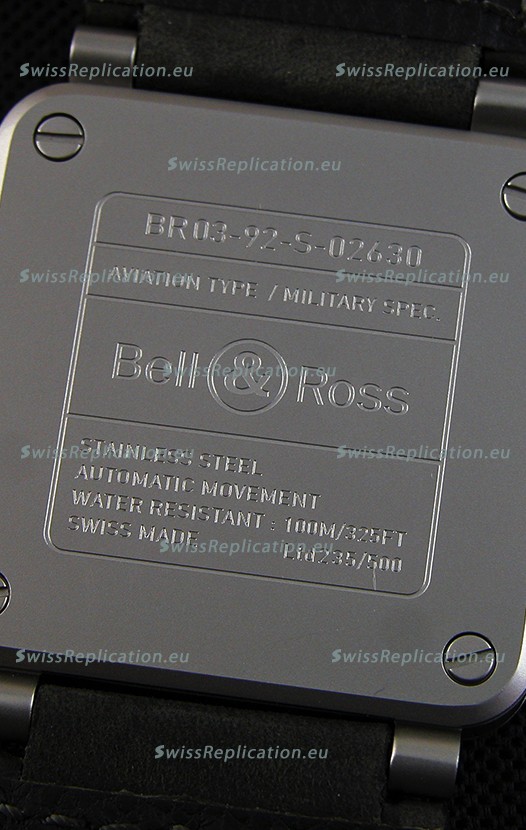 SwissReplication.eu SwissReplication.eu
SwissReplication.eu
BR03-92-S-02630
SwissReplication.eu SwissReplication.eu
AVIATION TYPE / MILITARY SPEC.
Bell & Ross
SwissReplication.eu
STAINLESS STEEL
SwissReplication.eu SwissReplication.eu
AUTOMATIC MOVEMENT
WATER RESISTANT : 100M/325FT
SWISS MADE Ltd235/500
SwissReplication.eu
SwissReplication.eu SwissReplication.eu
SwissReplication.eu